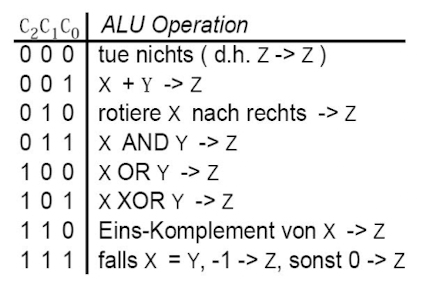 C₂C₁C₀ ALU Operation
0 0 0 tue nichts ( d.h. Z -> Z )
0 0 1 X + Y -> Z
0 1 0 rotiere X nach rechts -> Z
0 1 1 X AND Y -> Z
1 0 0 X OR Y -> Z
1 0 1 X XOR Y -> Z
1 1 0 Eins-Komplement von X -> Z
1 1 1 falls X = Y, -1 -> Z, sonst 0 -> Z